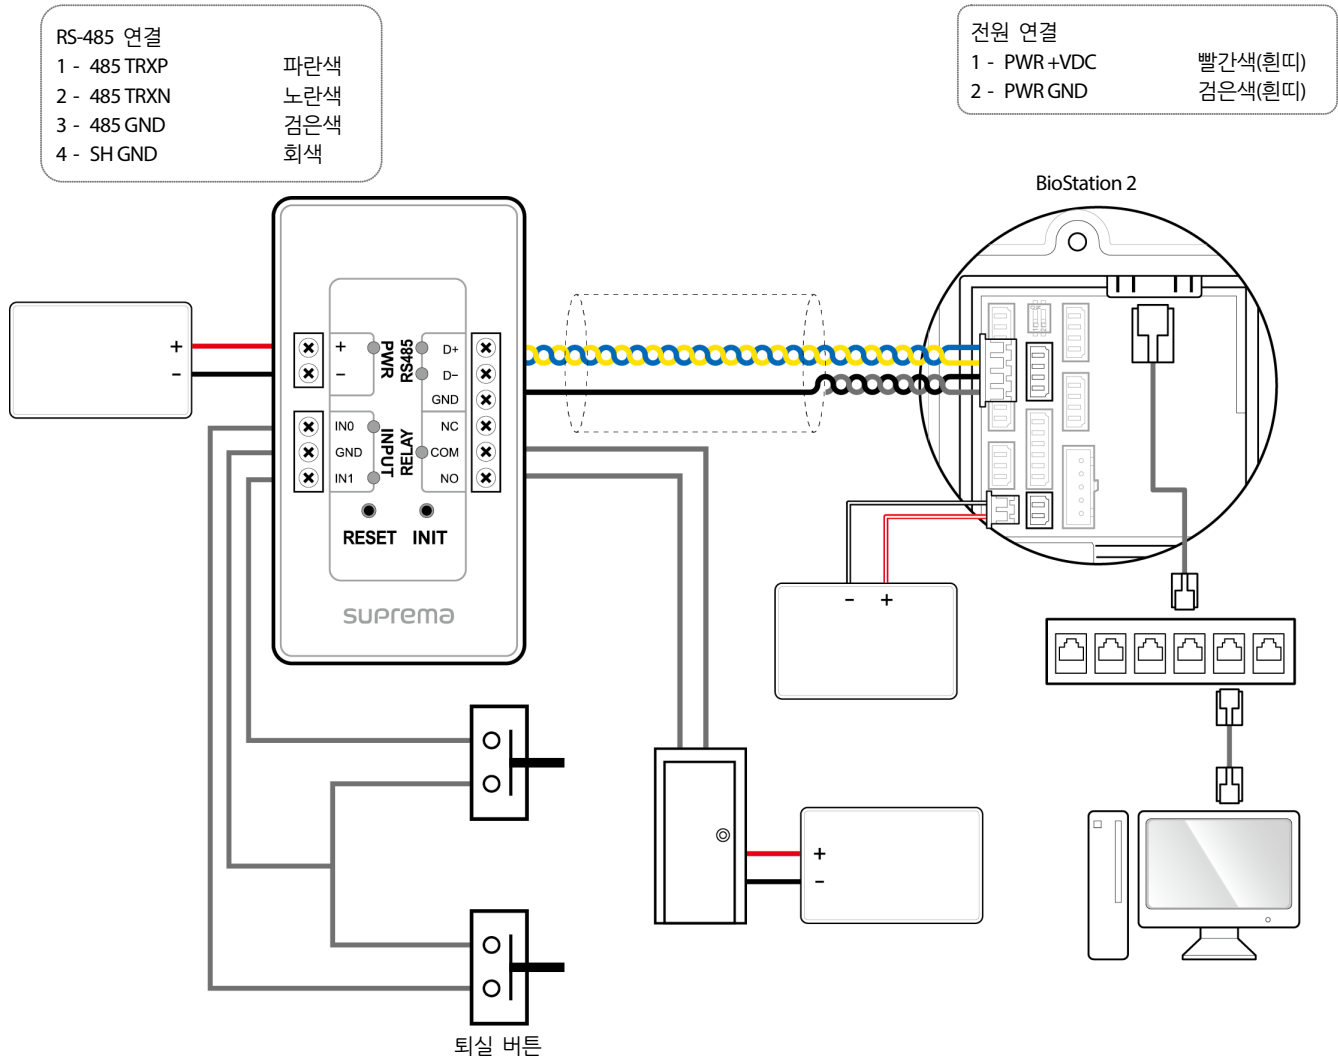 RS-485 연결
1 - 485 TRXP 파란색
2 - 485 TRXN 노란색
3 - 485 GND 검은색
4 - SH GND 회색
전원 연결
1 - PWR +VDC 빨간색(흰띠)
2 - PWR GND 검은색(흰띠)
BioStation 2
+
−
+
−
PWR
RS485
D+
D−
GND
IN0
GND
IN1
INPUT
RELAY
NC
COM
NO
RESET INIT
suprema
− +
+
−
퇴실 버튼